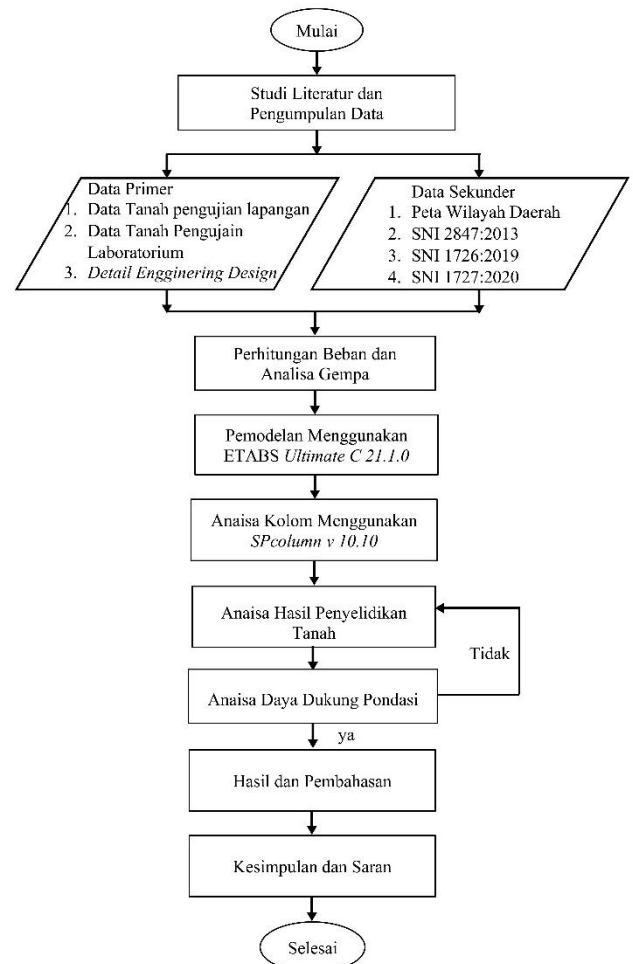 Mulai
Studi Literatur dan
Pengumpulan Data
Data Primer
1. Data Tanah pengujian lapangan
2. Data Tanah Pengujain
Laboratorium
3. Detail Engginering Design
Data Sekunder
1. Peta Wilayah Daerah
2. SNI 2847:2013
3. SNI 1726:2019
4. SNI 1727:2020
Perhitungan Beban dan
Analisa Gempa
Pemodelan Menggunakan
ETABS Ultimate C 21.1.0
Anaisa Kolom Menggunakan
SPcolumn v 10.10
Anaisa Hasil Penyelidikan
Tanah
Tidak
Anaisa Daya Dukung Pondasi
ya
Hasil dan Pembahasan
Kesimpulan dan Saran
Selesai